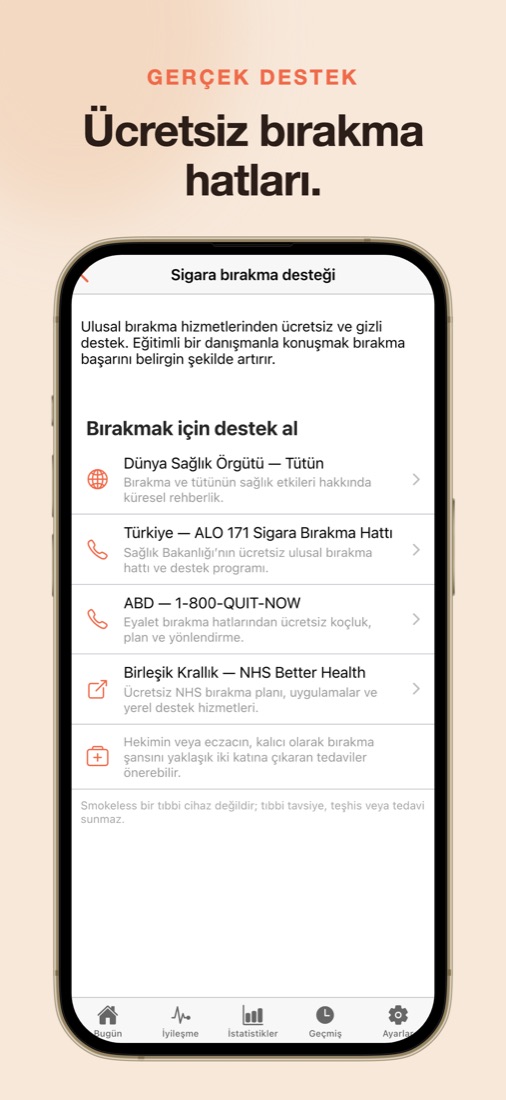 GERÇEK DESTEK
Ücretsiz bırakma
hatları.
Sigara bırakma desteği
Ulusal bırakma hizmetlerinden ücretsiz ve gizli
destek. Eğitimli bir danışmanla konuşmak bırakma
başarını belirgin şekilde artırır.
Bırakmak için destek al
Dünya Sağlık Örgütü — Tütün
Bırakma ve tütünün sağlık etkileri hakkında
küresel rehberlik.
Türkiye — ALO 171 Sigara Bırakma Hattı
Sağlık Bakanlığı'nın ücretsiz ulusal bırakma
hattı ve destek programı.
ABD — 1-800-QUIT-NOW
Eyalet bırakma hatlarından ücretsiz koçluk,
plan ve yönlendirme.
Birleşik Krallık — NHS Better Health
Ücretsiz NHS bırakma planı, uygulamalar ve
yerel destek hizmetleri.
Hekimin veya eczacın, kalıcı olarak bırakma
şansını yaklaşık iki katına çıkaran tedaviler
önerebilir.
Smokeless bir tıbbi cihaz değildir; tıbbi tavsiye, teşhis veya tedavi
sunmaz.
Bugün İyileşme İstatistikler Geçmiş Ayarlar